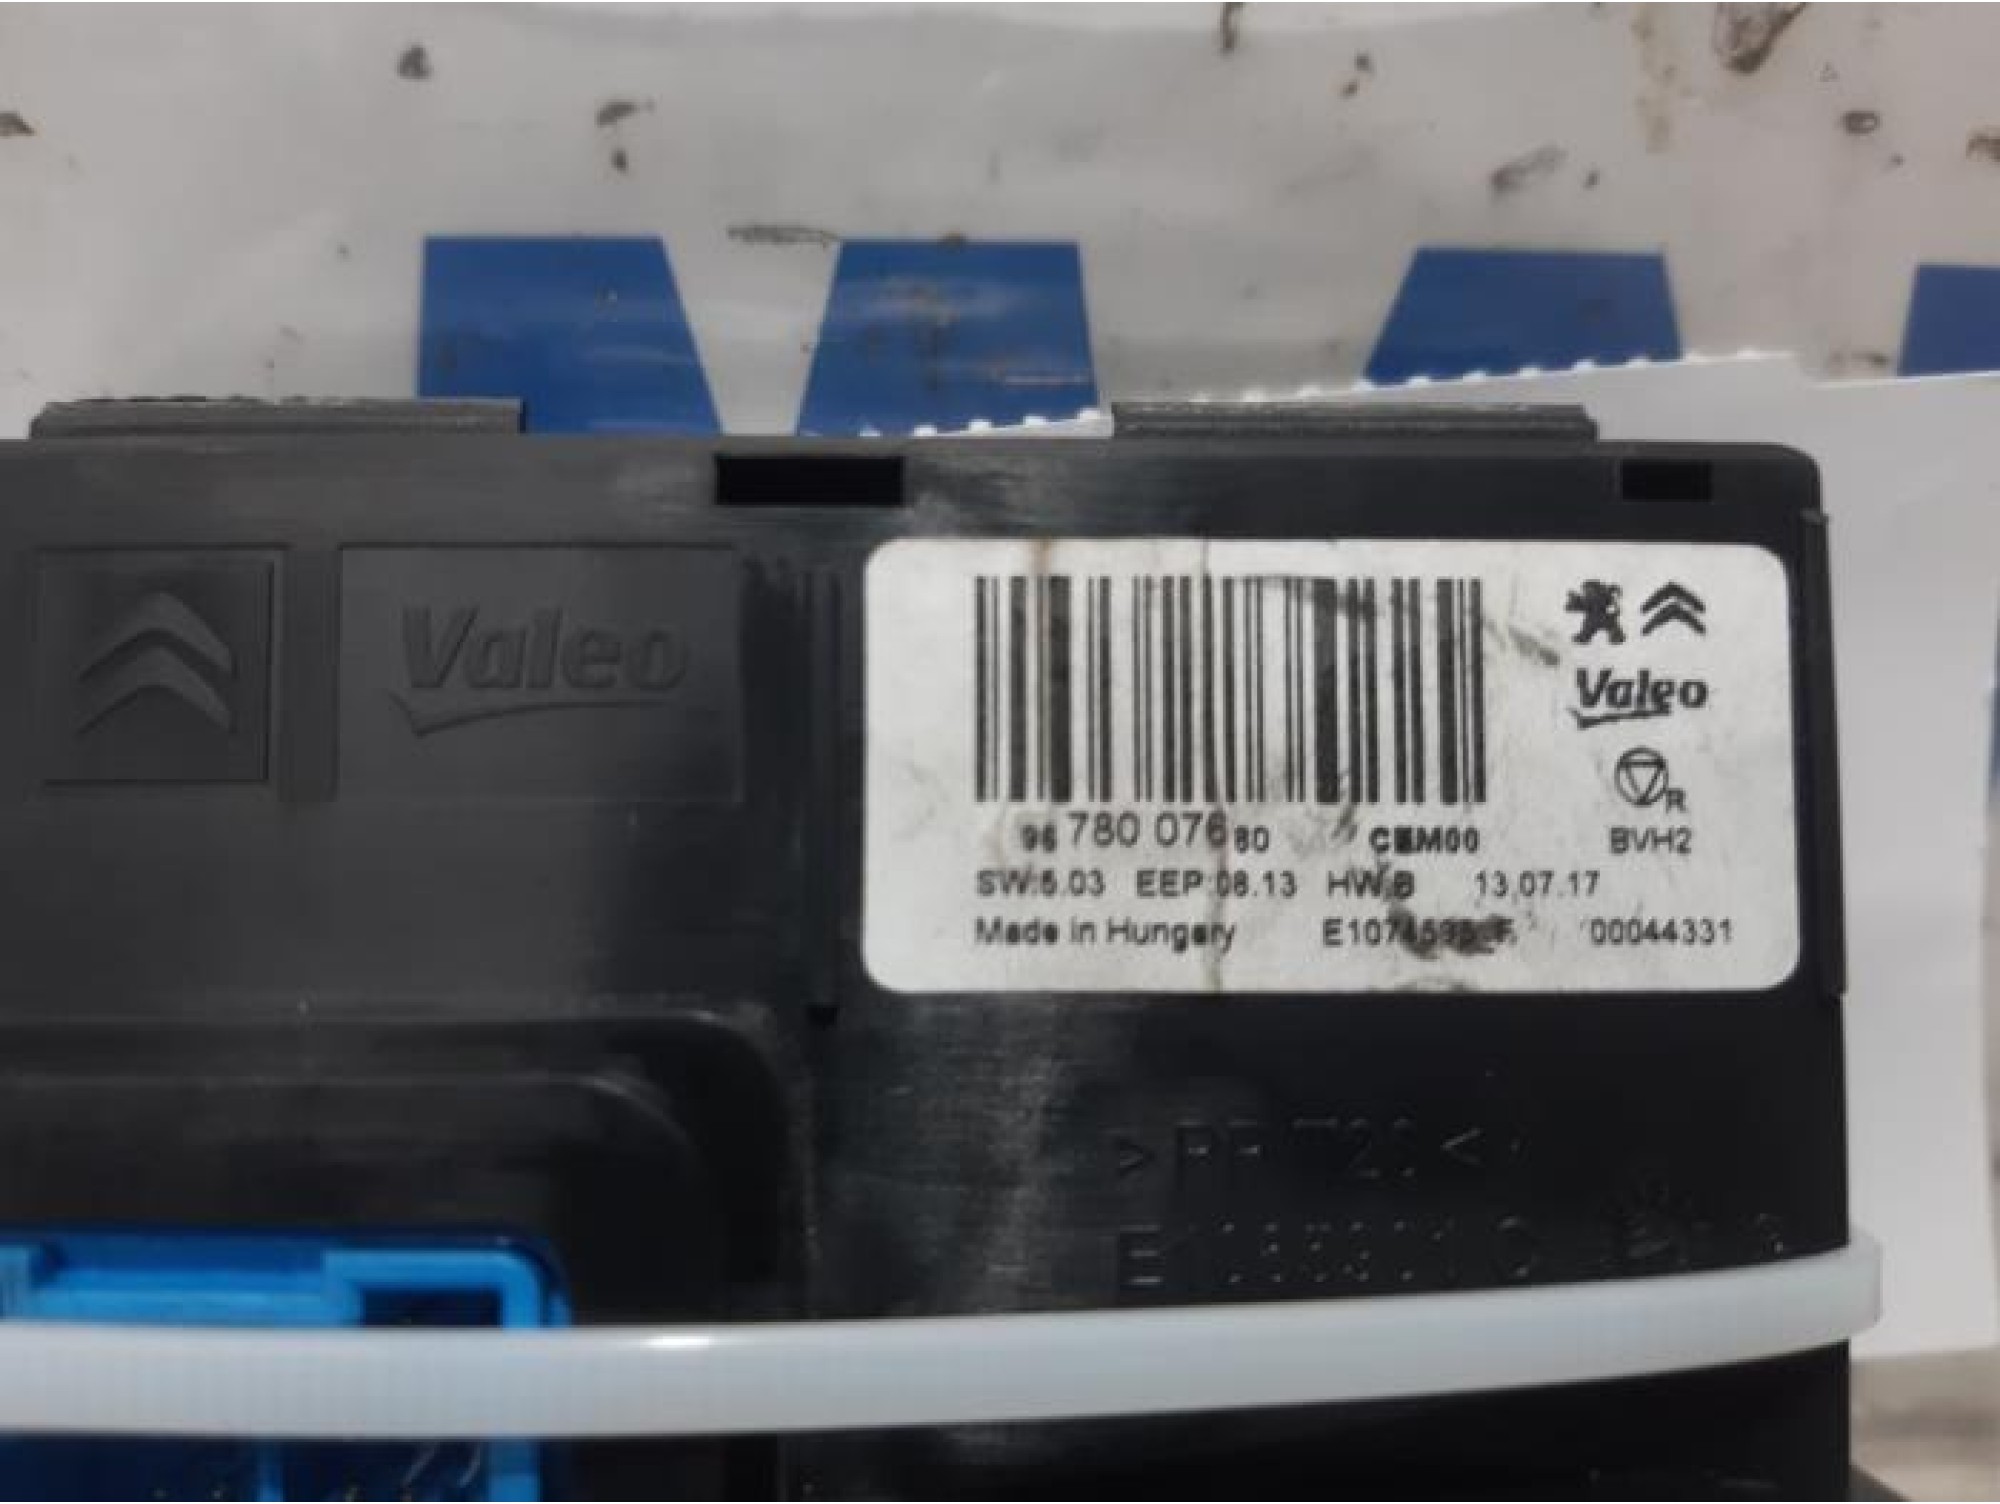 Valeo
Valeo
R
96 780 076 80 CEM00 BVH2
SW:6.03 EEP:08.13 HW:B 13.07.17
Made in Hungary 00044331